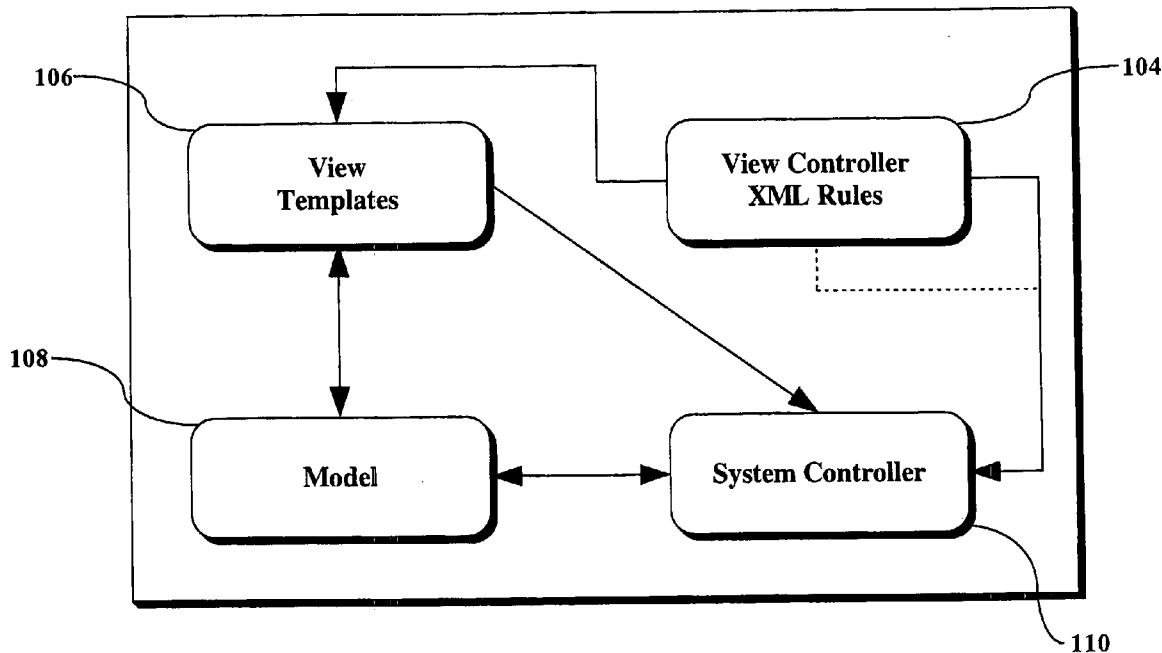 106
104
View
Templates
View Controller
XML Rules
108
Model
System Controller
110